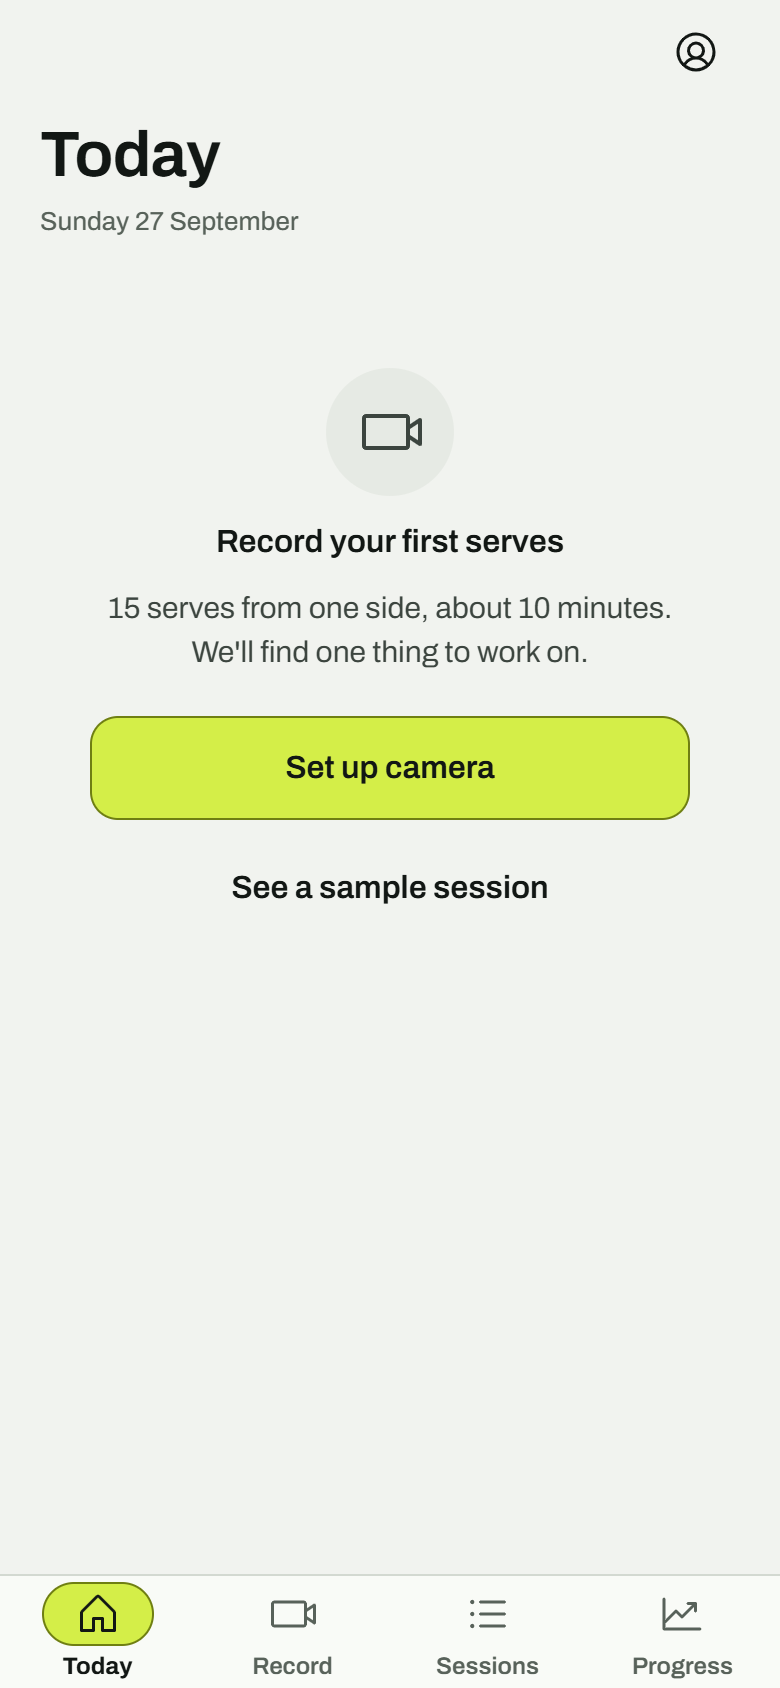 Today
Sunday 27 September
Record your first serves
15 serves from one side, about 10 minutes.
We'll find one thing to work on.
Set up camera
See a sample session
Today
Record
Sessions
Progress